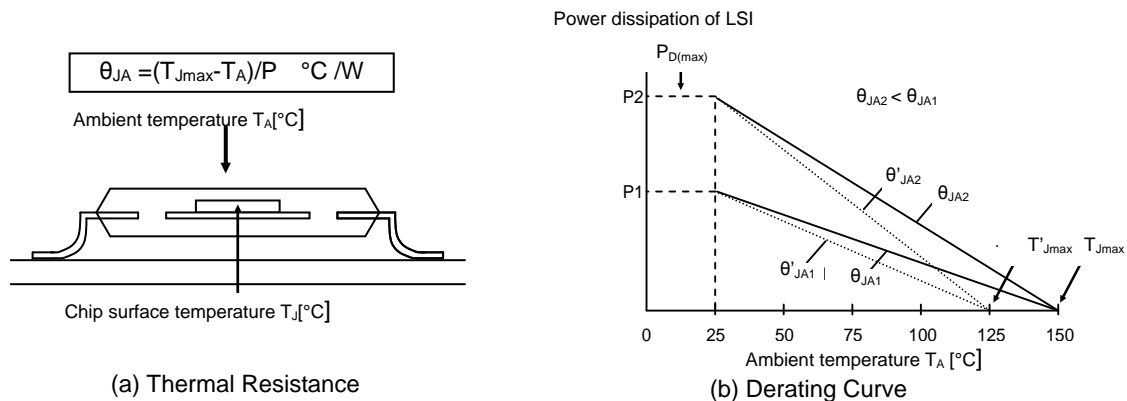 θJA =(TJmax-TA)/P °C /W
Ambient temperature TA[°C]
Chip surface temperature TJ[°C]
(a) Thermal Resistance
Power dissipation of LSI
PD(max)
P2
θJA2 < θJA1
P1
θ'JA2
θJA2
θ'JA1
θJA1
T'Jmax TJmax
0 25 50 75 100 125 150
Ambient temperature TA [°C]
(b) Derating Curve